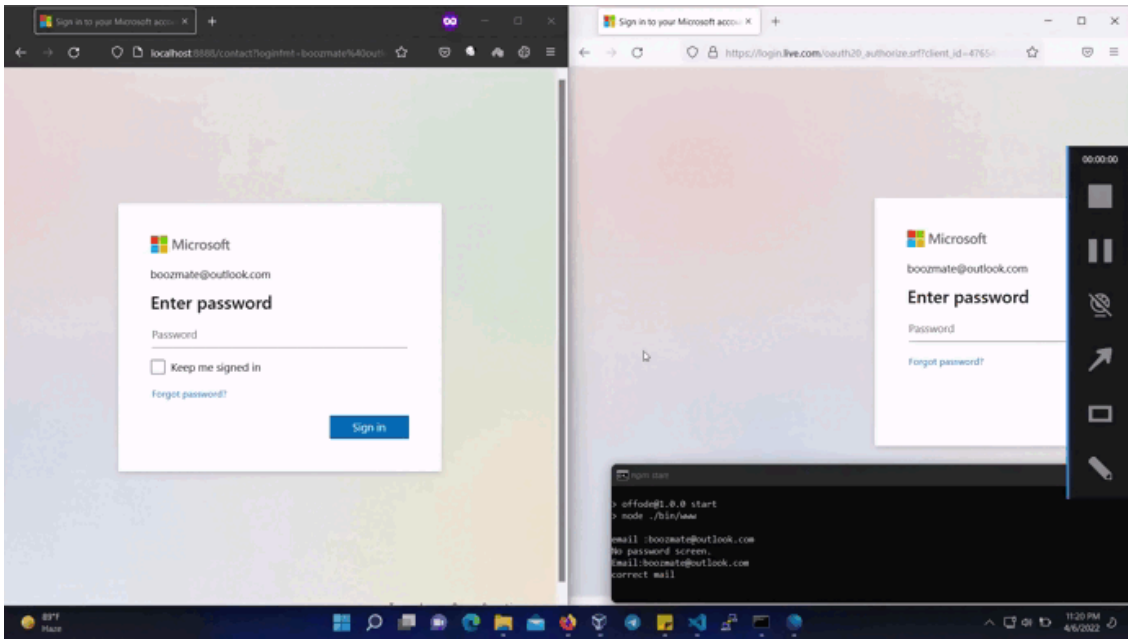 Sign in to your Microsoft accou
localhost:8888/contact?loginfmt=boozmate%40outl
Microsoft
boozmate@outlook.com
Enter password
Password
Keep me signed in
Forgot password?
Sign in
Sign in to your Microsoft accou
https://login.live.com/oauth20_authorize.srf?client_id=4765
Microsoft
boozmate@outlook.com
Enter password
Password
Forgot password?
00:00:00
npm start
> offode@1.0.0 start
> node ./bin/www
email :boozmate@outlook.com
No password screen.
Email:boozmate@outlook.com
correct mail
89°F
Haze
11:20 PM
4/6/2022